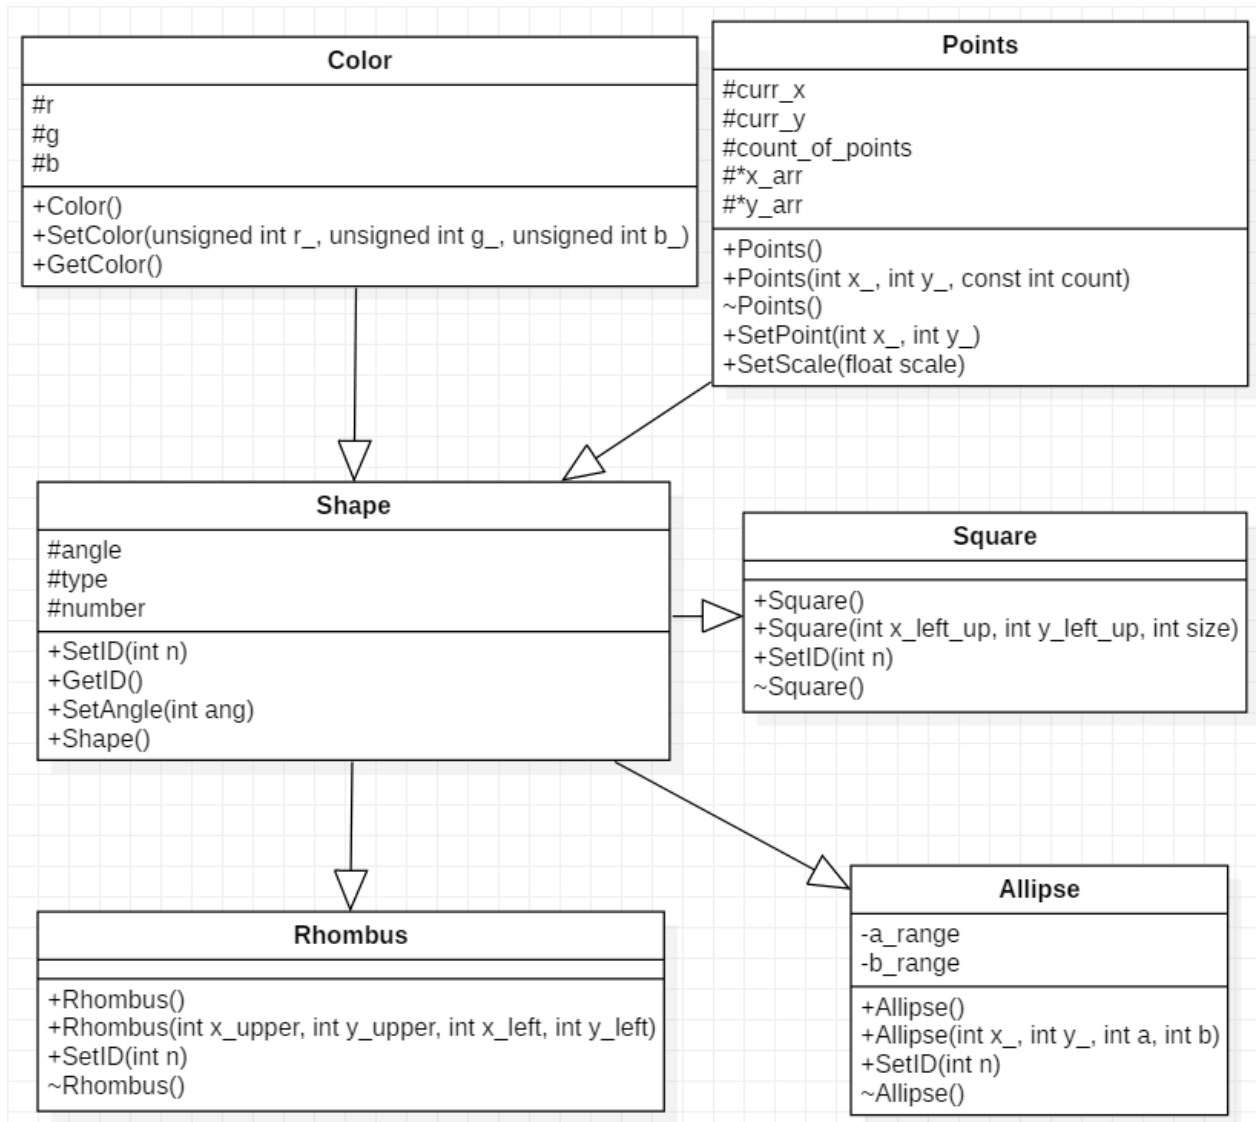 Color
#r
#g
#b
+Color()
+SetColor(unsigned int r_, unsigned int g_, unsigned int b_)
+GetColor()
Points
#curr_x
#curr_y
#count_of_points
#*x_arr
#*y_arr
+Points()
+Points(int x_, int y_, const int count)
~Points()
+SetPoint(int x_, int y_)
+SetScale(float scale)
Shape
#angle
#type
#number
+SetID(int n)
+GetID()
+SetAngle(int ang)
+Shape()
Square
+Square()
+Square(int x_left_up, int y_left_up, int size)
+SetID(int n)
~Square()
Rhombus
+Rhombus()
+Rhombus(int x_upper, int y_upper, int x_left, int y_left)
+SetID(int n)
~Rhombus()
Allipse
-a_range
-b_range
+Allipse()
+Allipse(int x_, int y_, int a, int b)
+SetID(int n)
~Allipse()